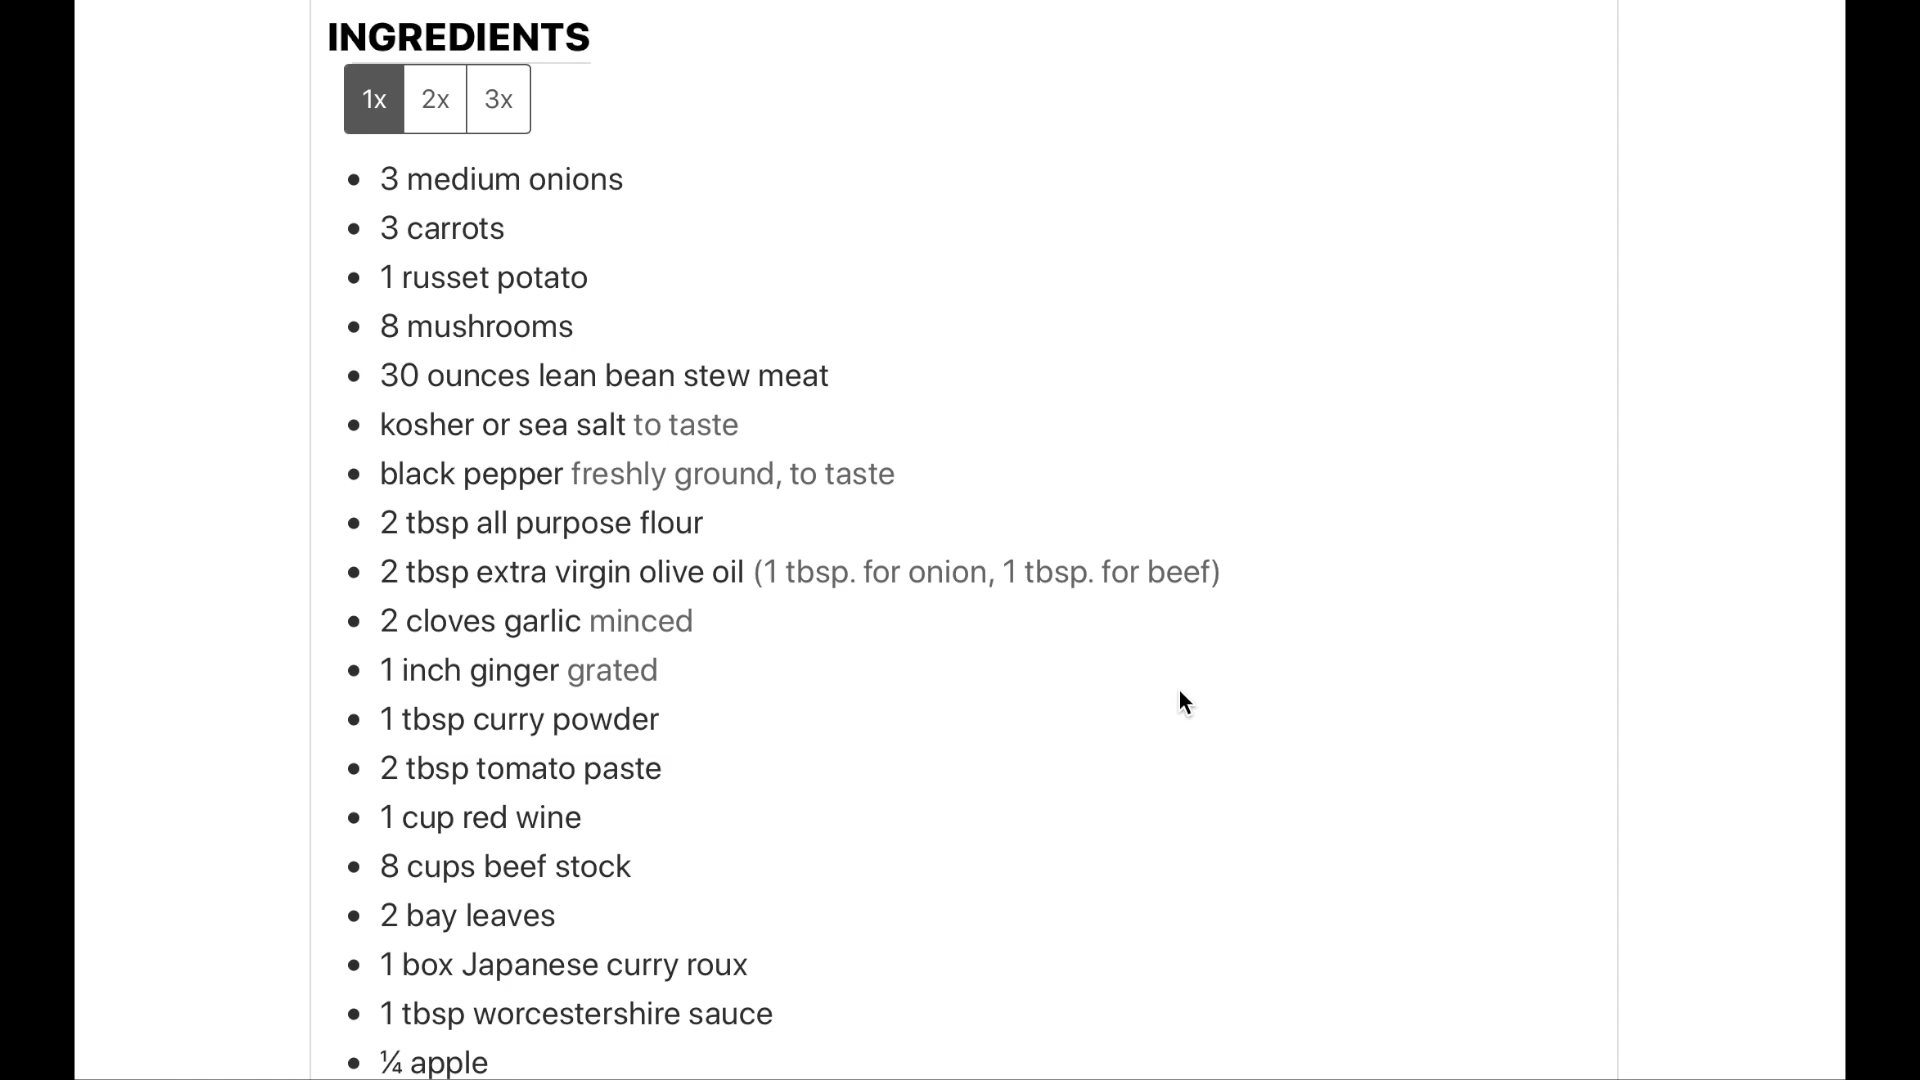 INGREDIENTS
1x 2x 3x
3 medium onions
3 carrots
1 russet potato
8 mushrooms
30 ounces lean bean stew meat
kosher or sea salt to taste
black pepper freshly ground, to taste
2 tbsp all purpose flour
2 tbsp extra virgin olive oil (1 tbsp. for onion, 1 tbsp. for beef)
2 cloves garlic minced
1 inch ginger grated
1 tbsp curry powder
2 tbsp tomato paste
1 cup red wine
8 cups beef stock
2 bay leaves
1 box Japanese curry roux
1 tbsp worcestershire sauce
¼ apple